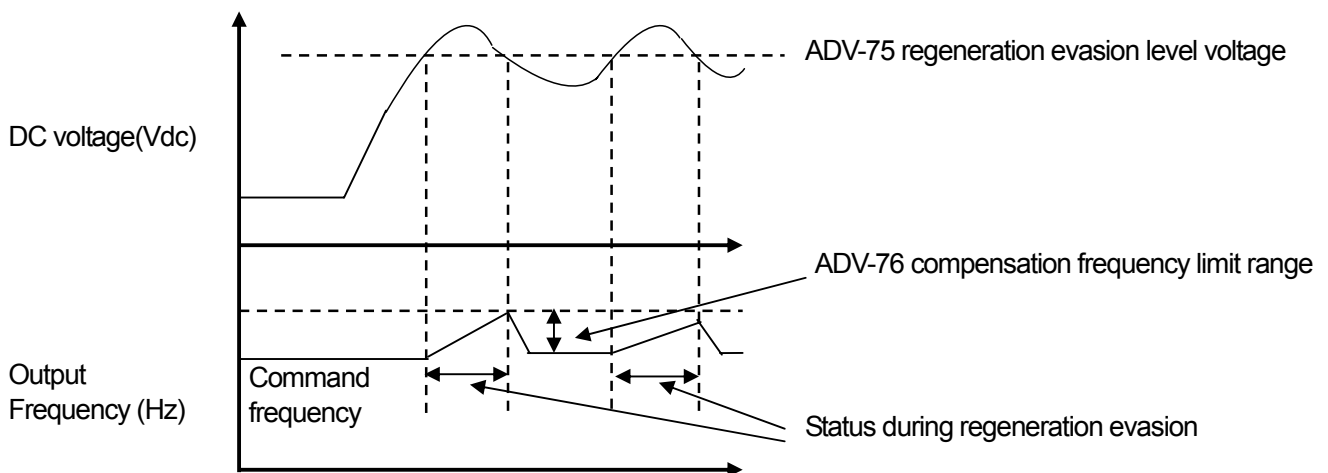 ADV-75 regeneration evasion level voltage
DC voltage(Vdc)
ADV-76 compensation frequency limit range
Output
Frequency (Hz)
Command
frequency
Status during regeneration evasion